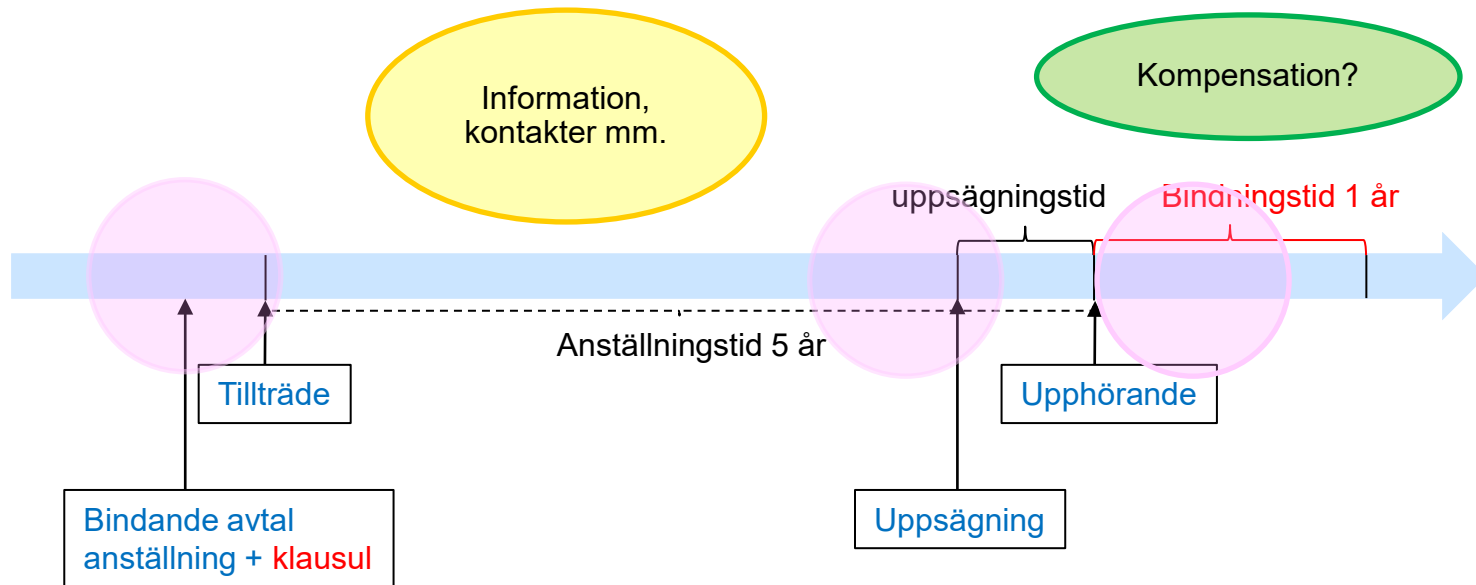 Information,
kontakter mm.
Kompensation?
uppsägningstid
Bindningstid 1 år
Anställningstid 5 år
Tillträde
Upphörande
Bindande avtal
anställning + klausul
Uppsägning